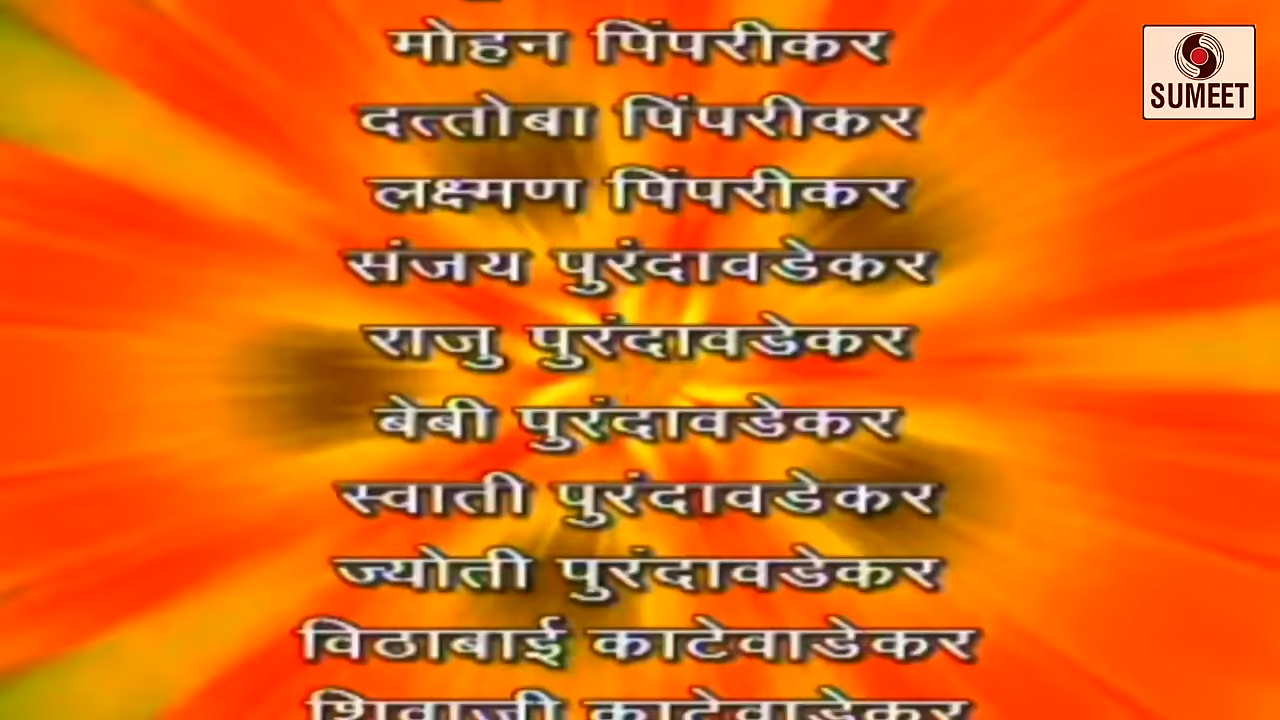 मोहन पिंपरीकर
SUMEET
दत्तोबा पिंपरीकर
लक्ष्मण पिंपरीकर
संजय पुरंदावडेकर
राजु पुरंदावडेकर
बेबी पुरंदावडेकर
स्वाती पुरंदावडेकर
ज्योती पुरंदावडेकर
विठाबाई काटेवाडेकर
शिवाजी काटेवाडेकर